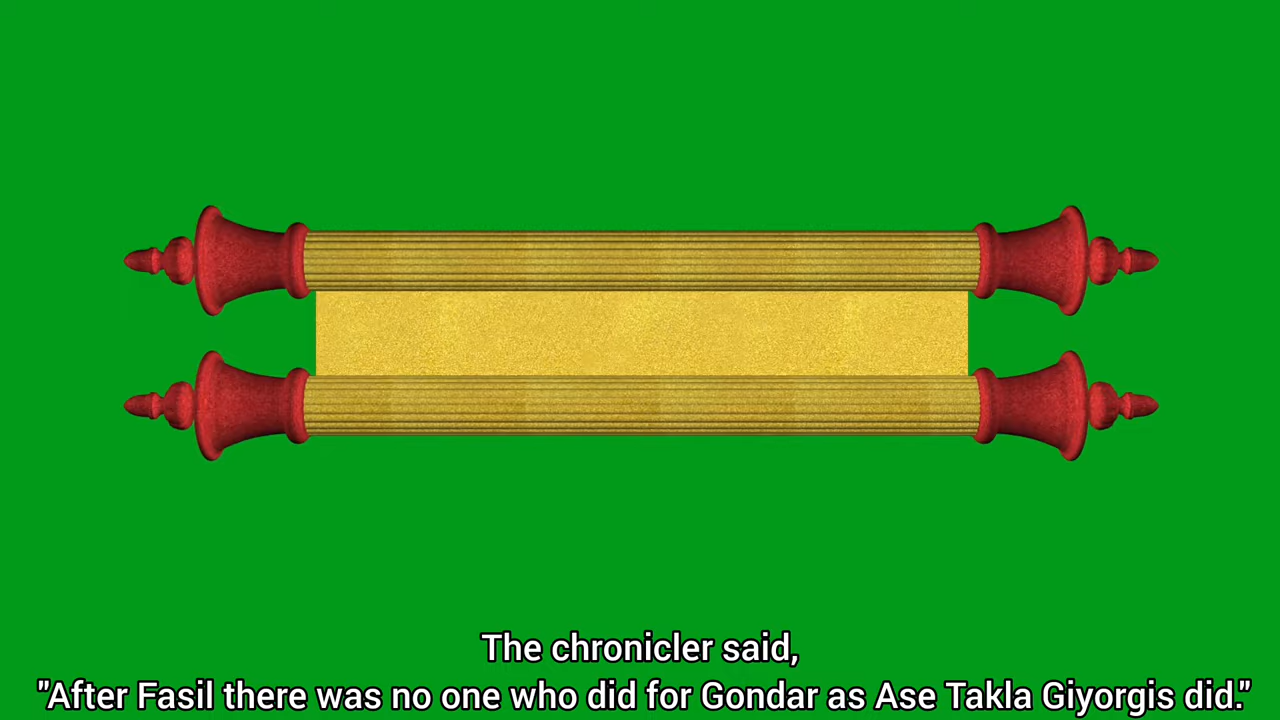 The chronicler said,
"After Fasil there was no one who did for Gondar as Ase Takla Giyorgis did."